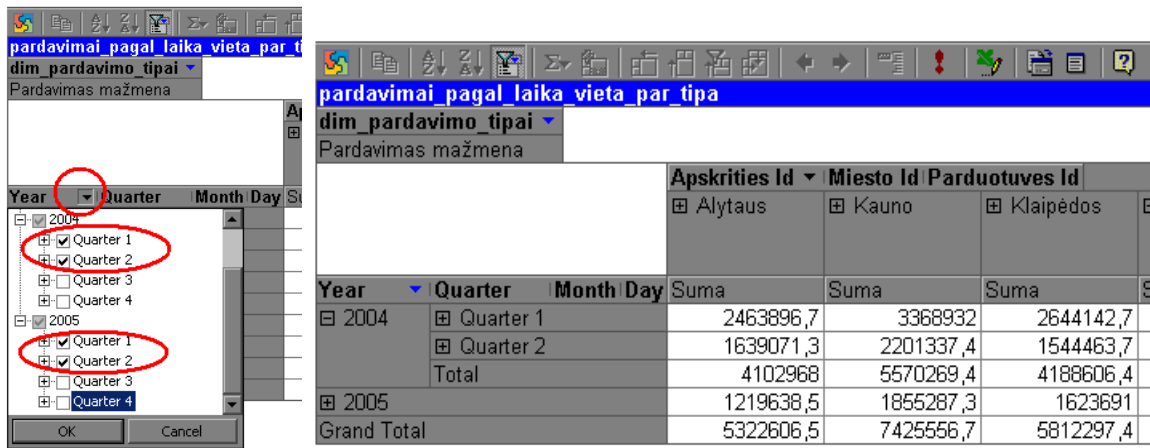 pardavimai_pagal_laika_vieta_par_ti
dim_pardavimo_tipai
Pardavimas mažmena
Year Quarter Month Day
2004
Quarter 1
Quarter 2
Quarter 3
Quarter 4
2005
Quarter 1
Quarter 2
Quarter 3
Quarter 4
OK Cancel
pardavimai_pagal_laika_vieta_par_tipa
dim_pardavimo_tipai
Pardavimas mažmena
Apskrities Id Miesto Id Parduotuves Id
Alytaus Kauno Klaipėdos
Year Quarter Month Day Suma Suma Suma
2004 Quarter 1 2463896,7 3368932 2644142,7
Quarter 2 1639071,3 2201337,4 1544463,7
Total 4102968 5570269,4 4188606,4
2005 1219638,5 1855287,3 1623691
Grand Total 5322606,5 7425556,7 5812297,4